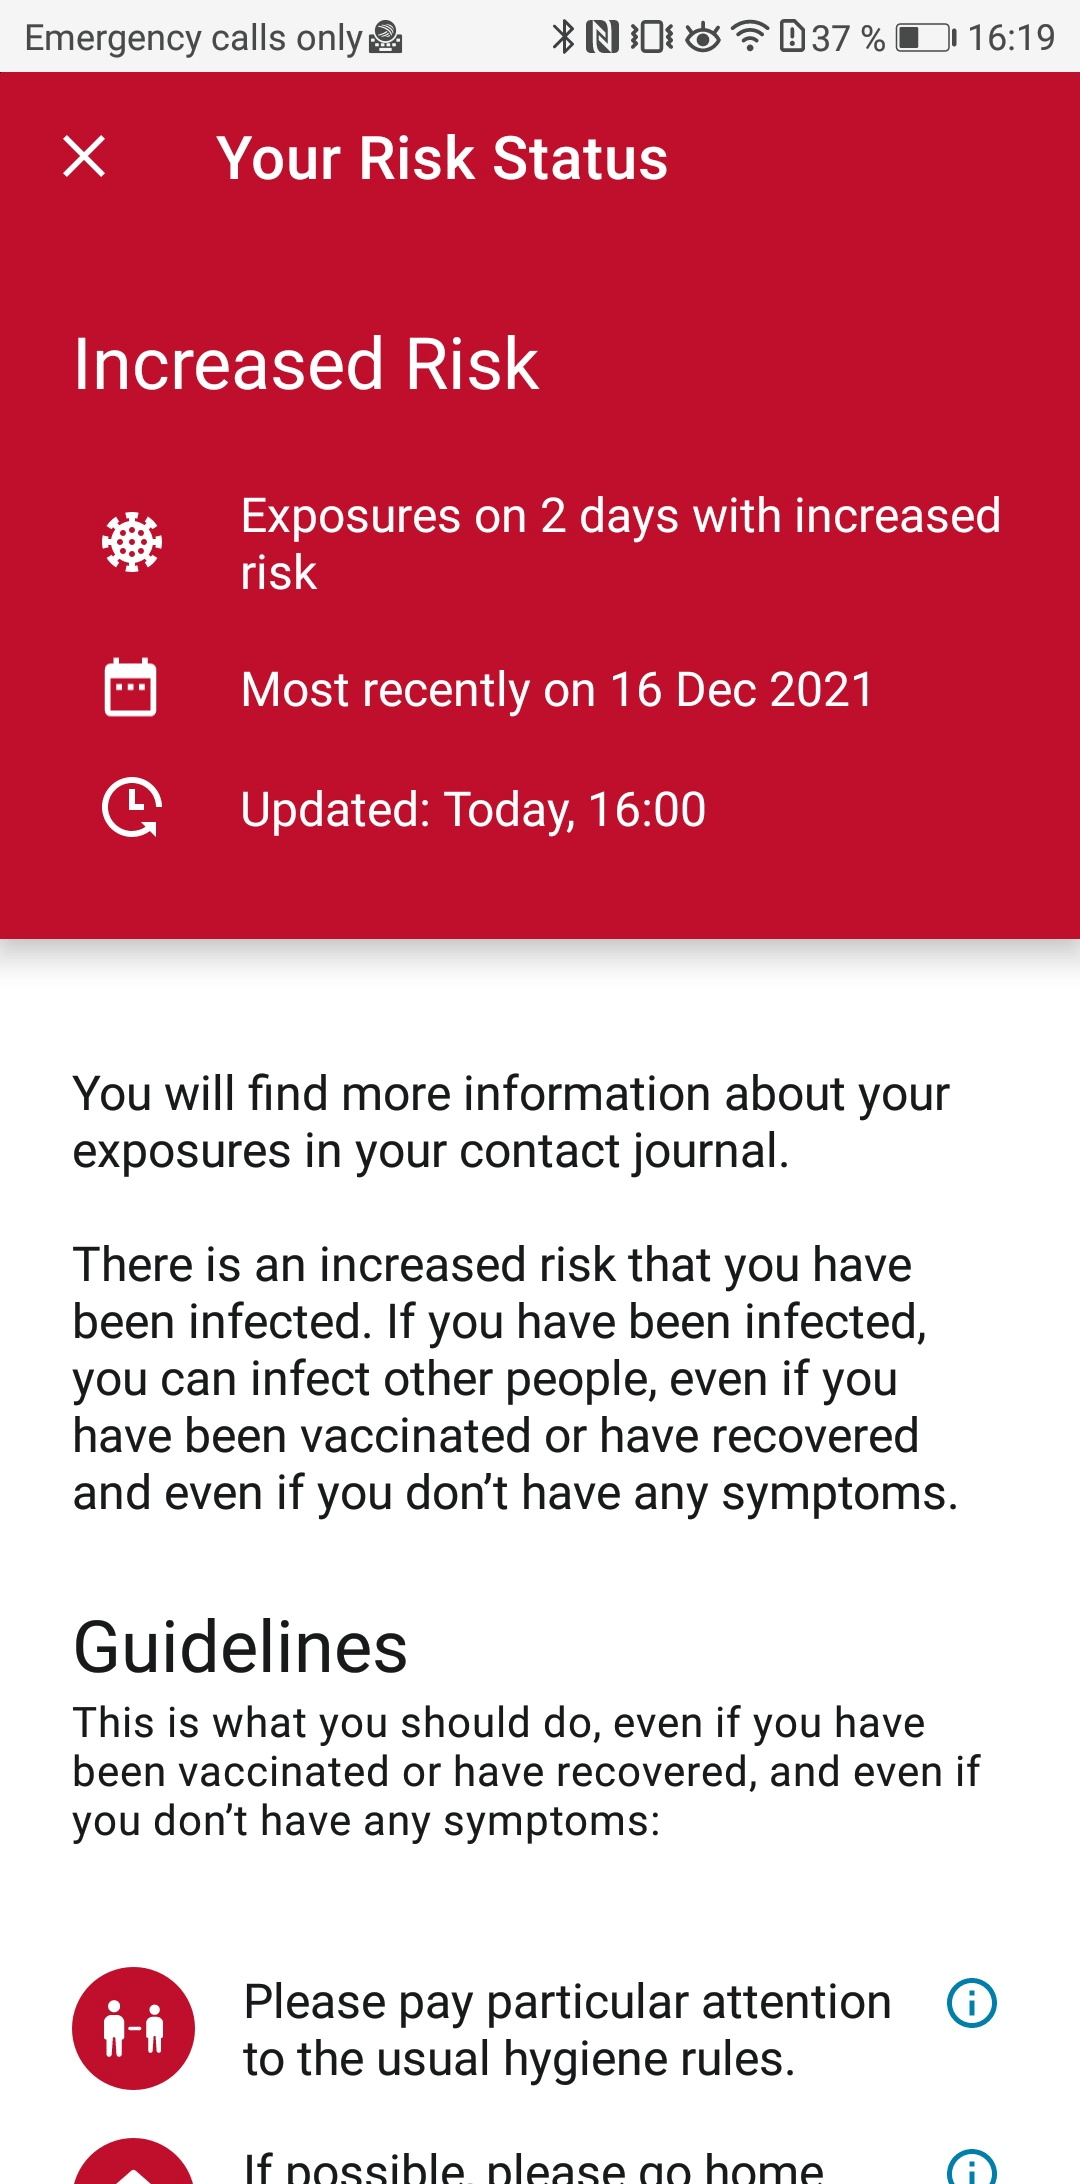 Emergency calls only 37 % 16:19
Your Risk Status
Increased Risk
Exposures on 2 days with increased
risk
Most recently on 16 Dec 2021
Updated: Today, 16:00
You will find more information about your
exposures in your contact journal.
There is an increased risk that you have
been infected. If you have been infected,
you can infect other people, even if you
have been vaccinated or have recovered
and even if you don’t have any symptoms.
Guidelines
This is what you should do, even if you have
been vaccinated or have recovered, and even if
you don’t have any symptoms:
Please pay particular attention
to the usual hygiene rules.
If possible, please go home